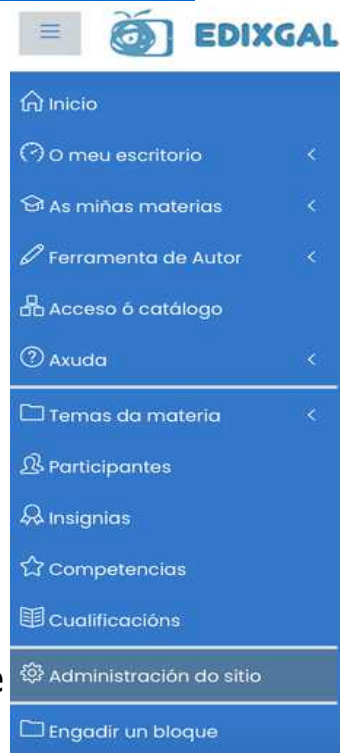 EDIXGAL
Inicio
O meu escritorio
As miñas materias
Ferramenta de Autor
Acceso ó catálogo
Axuda
Temas da materia
Participantes
Insignias
Competencias
Cualificacións
e
Administración do sitio
Engadir un bloque